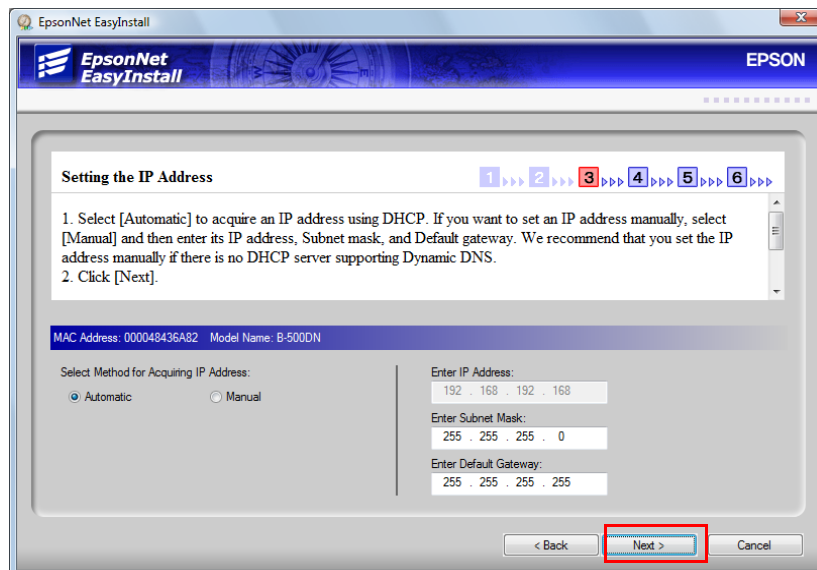 EpsonNet EasyInstall
EpsonNet
EasyInstall
EPSON
Setting the IP Address
1 2 3 4 5 6
1. Select [Automatic] to acquire an IP address using DHCP. If you want to set an IP address manually, select
[Manual] and then enter its IP address, Subnet mask, and Default gateway. We recommend that you set the IP
address manually if there is no DHCP server supporting Dynamic DNS.
2. Click [Next].
MAC Address: 000048436A82 Model Name: B-500DN
Select Method for Acquiring IP Address:
Automatic Manual
Enter IP Address:
192 . 168 . 192 . 168
Enter Subnet Mask:
255 . 255 . 255 . 0
Enter Default Gateway:
255 . 255 . 255 . 255
< Back Next > Cancel